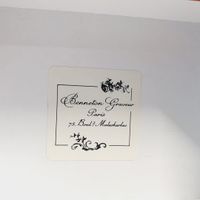 Benneton Graveur
Paris
75, Boul.d Malesherbes